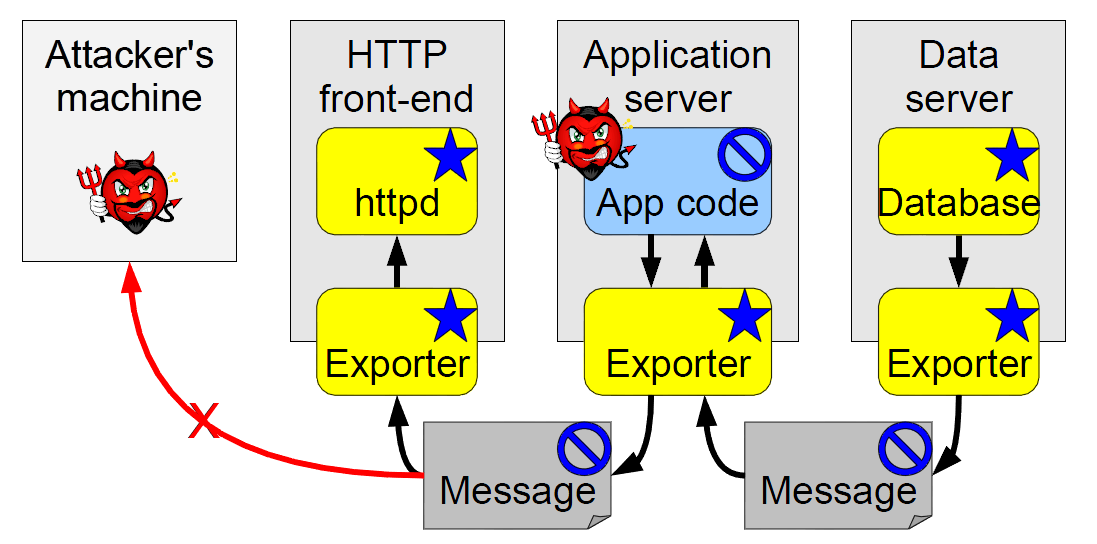 Attacker's
machine
HTTP
front-end
httpd
Exporter
Application
server
App code
Exporter
Data
server
Database
Exporter
X
Message
Message